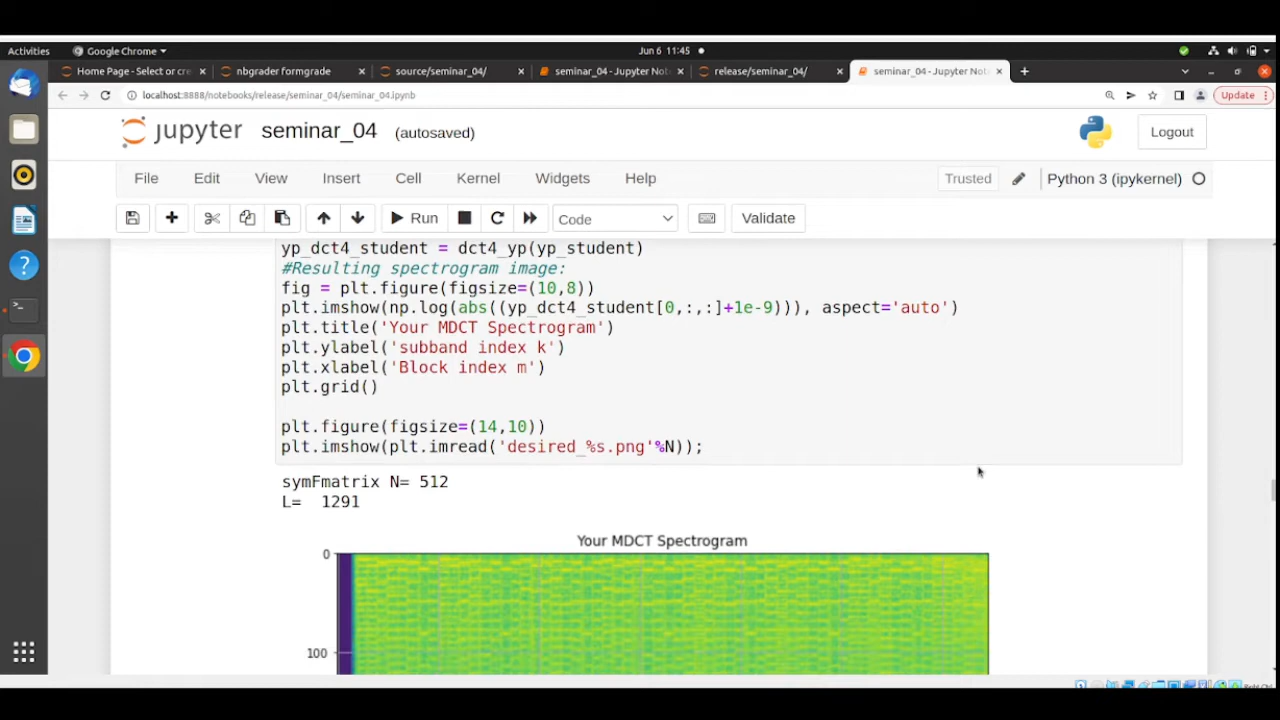 Activities Google Chrome Jun 6 11:45
Home Page - Select or cre nbgrader formgrade source/seminar_04/ seminar_04 - Jupyter Not release/seminar_04/ seminar_04 - Jupyter Not
localhost:8888/notebooks/release/seminar_04/seminar_04.ipynb Update
jupyter seminar_04 (autosaved) Logout
File Edit View Insert Cell Kernel Widgets Help Trusted Python 3 (ipykernel)
Run Code Validate
yp_dct4_student = dct4_yp(yp_student)
#Resulting spectrogram image:
fig = plt.figure(figsize=(10,8))
plt.imshow(np.log(abs((yp_dct4_student[0,:,:]+1e-9))), aspect='auto')
plt.title('Your MDCT Spectrogram')
plt.ylabel('subband index k')
plt.xlabel('Block index m')
plt.grid()
plt.figure(figsize=(14,10))
plt.imshow(plt.imread('desired_%s.png'%N));
symFmatrix N= 512
L=  1291
Your MDCT Spectrogram
0
100